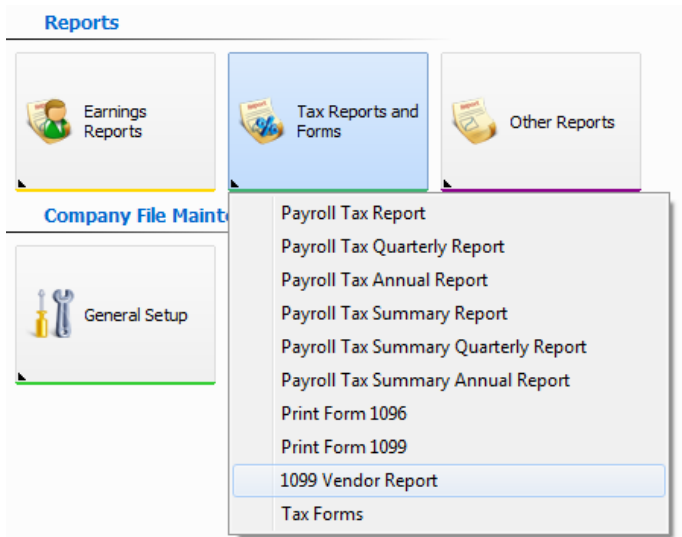 Reports
Earnings
Reports
Tax Reports and
Forms
Other Reports
Company File Maint
General Setup
Payroll Tax Report
Payroll Tax Quarterly Report
Payroll Tax Annual Report
Payroll Tax Summary Report
Payroll Tax Summary Quarterly Report
Payroll Tax Summary Annual Report
Print Form 1096
Print Form 1099
1099 Vendor Report
Tax Forms